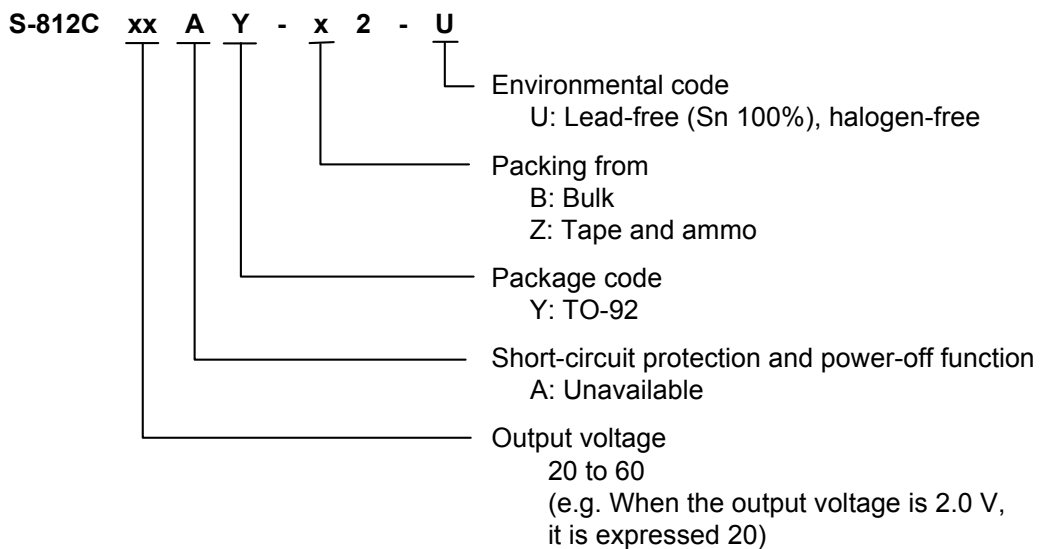 S-812C xx A Y - x 2 - U
Environmental code
U: Lead-free (Sn 100%), halogen-free
Packing from
B: Bulk
Z: Tape and ammo
Package code
Y: TO-92
Short-circuit protection and power-off function
A: Unavailable
Output voltage
20 to 60
(e.g. When the output voltage is 2.0 V,
it is expressed 20)